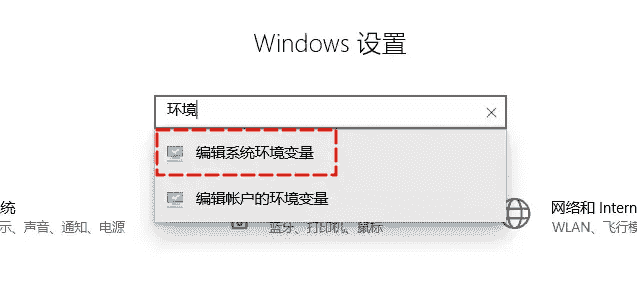 Windows 设置
环境
编辑系统环境变量
编辑帐户的环境变量
统
示、声音、通知、电源
蓝牙、打印机、鼠标
网络和 Intern
WLAN、飞行模